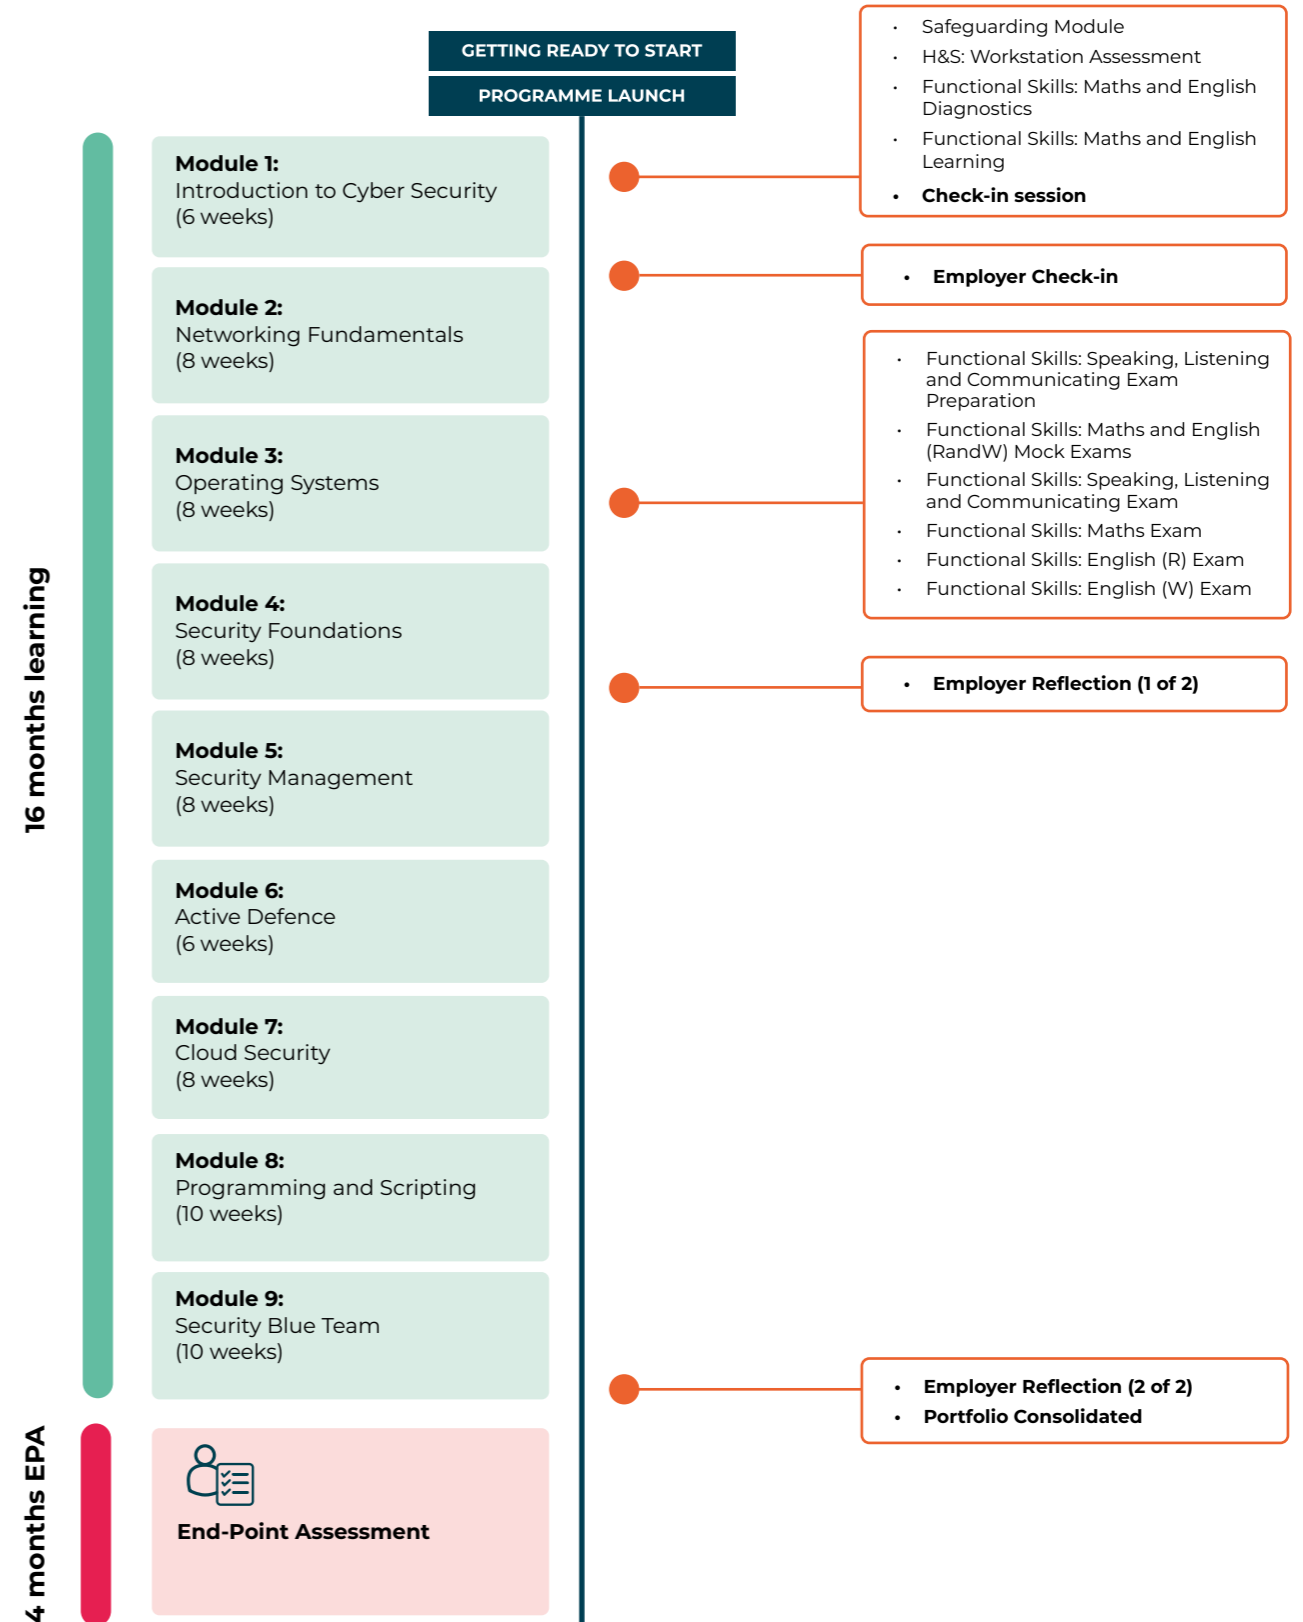 GETTING READY TO START
PROGRAMME LAUNCH
16 months learning
Module 1:
Introduction to Cyber Security
(6 weeks)
Module 2:
Networking Fundamentals
(8 weeks)
Module 3:
Operating Systems
(8 weeks)
Module 4:
Security Foundations
(8 weeks)
Module 5:
Security Management
(8 weeks)
Module 6:
Active Defence
(6 weeks)
Module 7:
Cloud Security
(8 weeks)
Module 8:
Programming and Scripting
(10 weeks)
Module 9:
Security Blue Team
(10 weeks)
4 months EPA
End-Point Assessment
• Safeguarding Module
• H&S: Workstation Assessment
• Functional Skills: Maths and English
Diagnostics
• Functional Skills: Maths and English
Learning
• Check-in session
• Employer Check-in
• Functional Skills: Speaking, Listening
and Communicating Exam
Preparation
• Functional Skills: Maths and English
(RandW) Mock Exams
• Functional Skills: Speaking, Listening
and Communicating Exam
• Functional Skills: Maths Exam
• Functional Skills: English (R) Exam
• Functional Skills: English (W) Exam
• Employer Reflection (1 of 2)
• Employer Reflection (2 of 2)
• Portfolio Consolidated